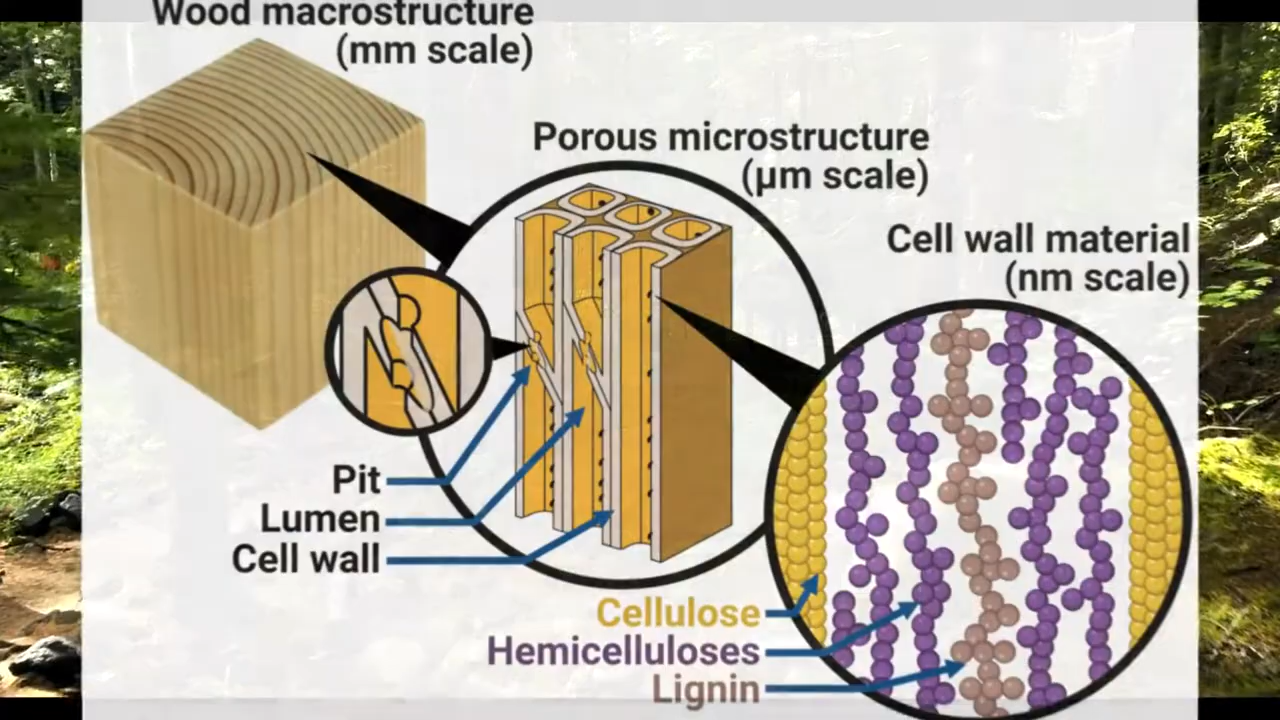 Wood macrostructure
(mm scale)
Porous microstructure
(μm scale)
Cell wall material
(nm scale)
Pit
Lumen
Cell wall
Cellulose
Hemicelluloses
Lignin